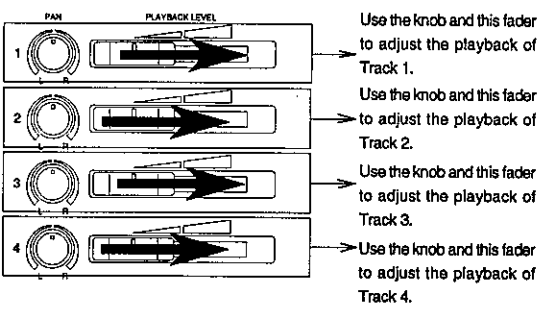 PAN PLAYBACK LEVEL
1
L R
Use the knob and this fader
to adjust the playback of
Track 1.
2
L R
Use the knob and this fader
to adjust the playback of
Track 2.
3
L R
Use the knob and this fader
to adjust the playback of
Track 3.
4
L R
Use the knob and this fader
to adjust the playback of
Track 4.